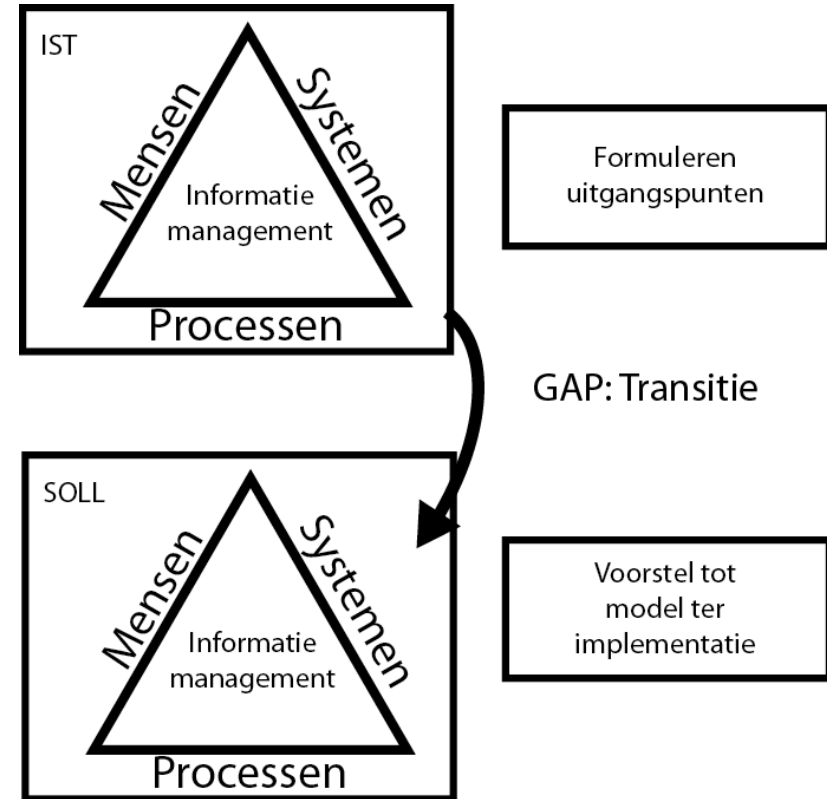 IST
Mensen
Systemen
Informatie
management
Processen
Formuleren
uitgangspunten
GAP: Transitie
SOLL
Mensen
Systemen
Informatie
management
Processen
Voorstel tot
model ter
implementatie